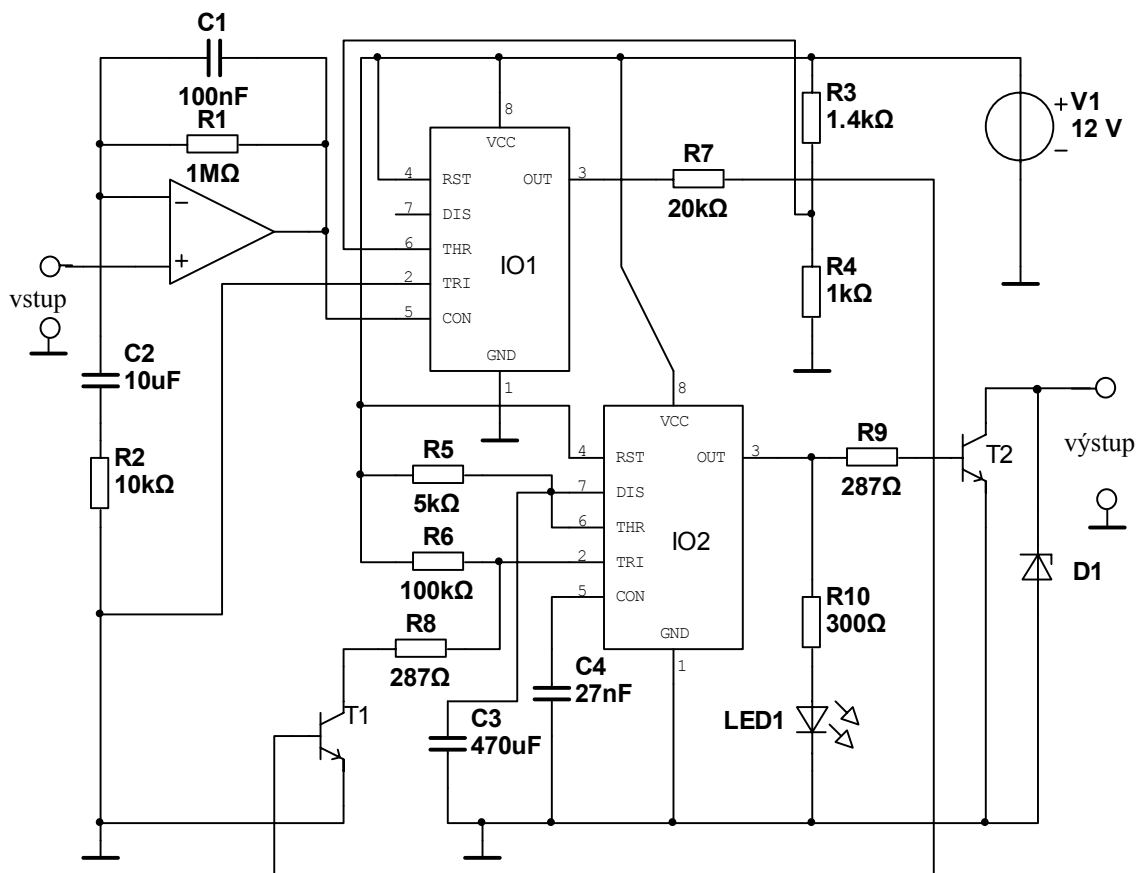 C1
100nF
R1
1MΩ
vstup
C2
10uF
R2
10kΩ
8
VCC
4
RST
OUT
3
7
DIS
6
THR
IO1
2
TRI
5
CON
GND
1
R7
20kΩ
R3
1.4kΩ
R4
1kΩ
+
V1
12 V
−
8
VCC
4
RST
OUT
3
7
DIS
6
THR
IO2
2
TRI
5
CON
GND
1
R5
5kΩ
R6
100kΩ
R8
287Ω
T1
C3
470uF
C4
27nF
R9
287Ω
T2
výstup
R10
300Ω
LED1
D1